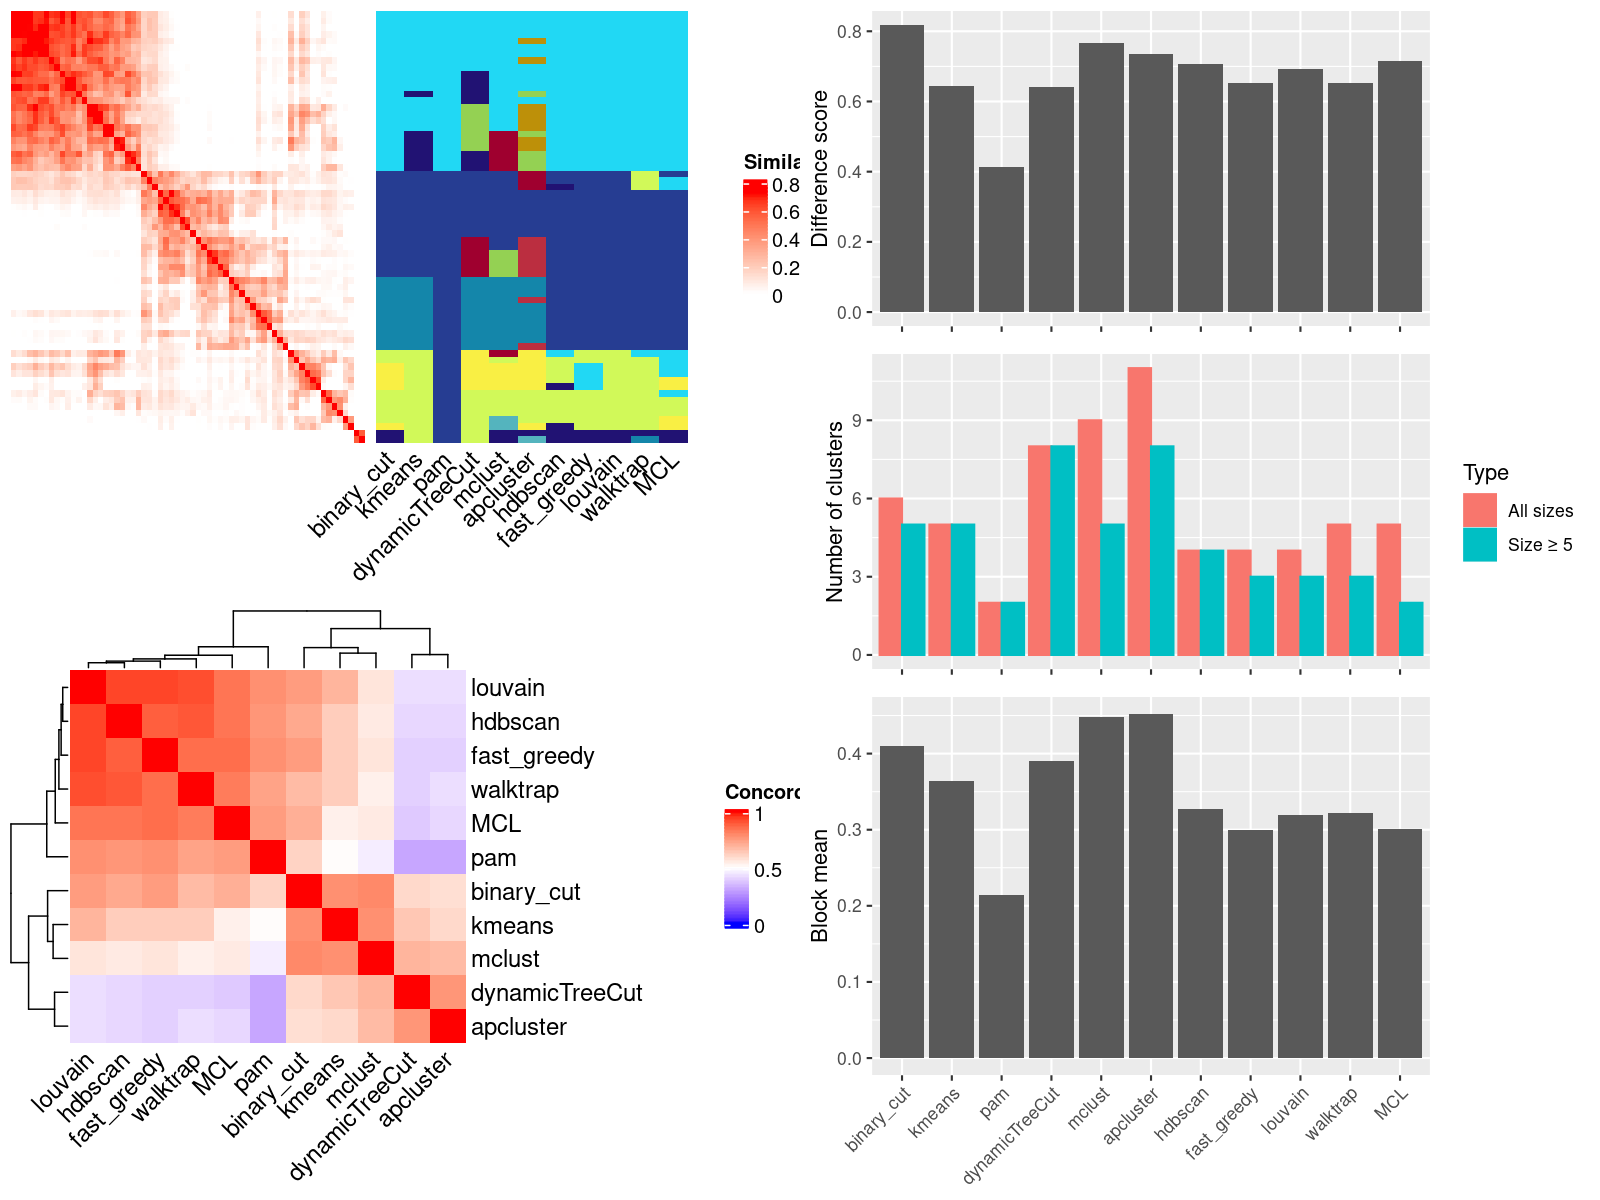 Simila
0.8
0.6
0.4
0.2
0
binary_cut
kmeans
pam
dynamicTreeCut
mclust
apcluster
hdbscan
fast_greedy
louvain
walktrap
MCL
louvain
hdbscan
fast_greedy
walktrap
MCL
pam
binary_cut
kmeans
mclust
dynamicTreeCut
apcluster
louvain
hdbscan
fast_greedy
walktrap
MCL
pam
binary_cut
kmeans
mclust
dynamicTreeCut
apcluster
Concord
1
0.5
0
Difference score
0.8
0.6
0.4
0.2
0.0
Number of clusters
9
6
3
0
Type
All sizes
Size ≥ 5
Block mean
0.4
0.3
0.2
0.1
0.0
binary_cut
kmeans
pam
dynamicTreeCut
mclust
apcluster
hdbscan
fast_greedy
louvain
walktrap
MCL